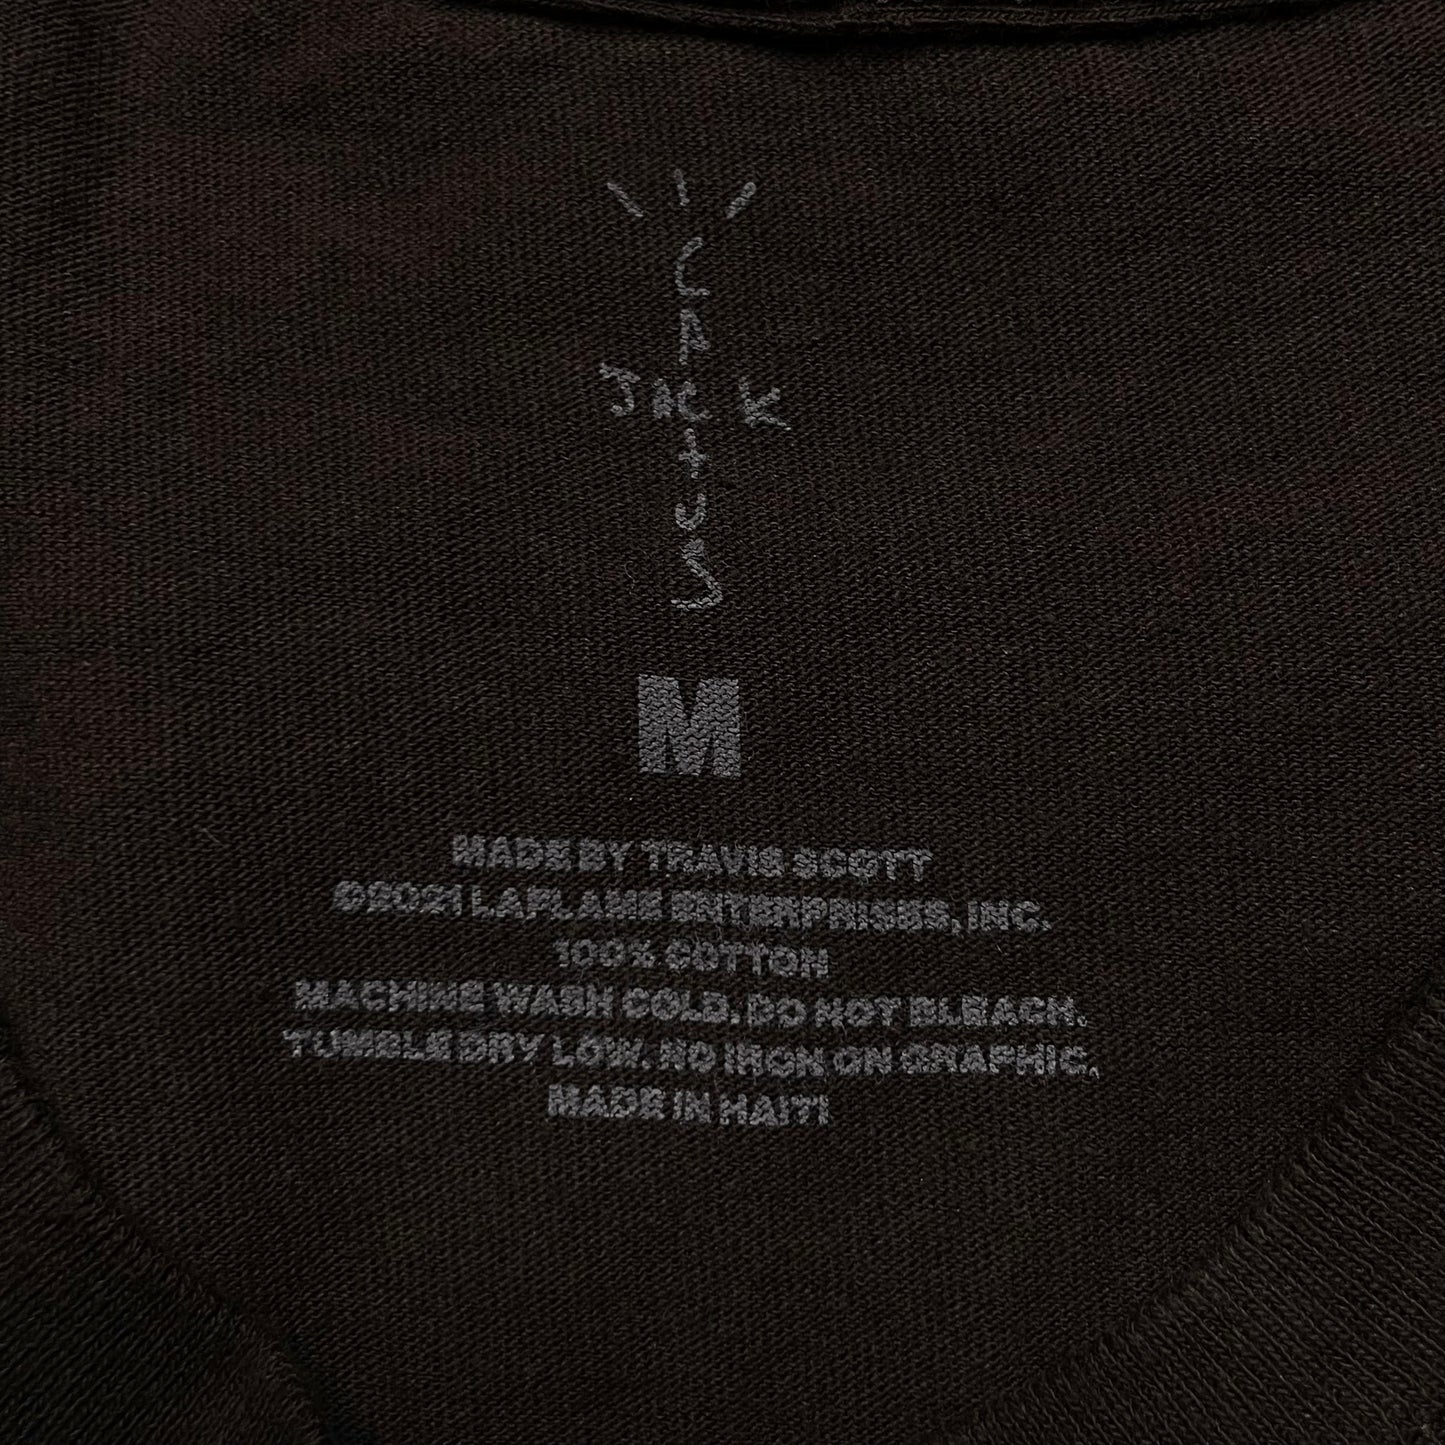 CACTUS
JACK
M
MADE BY TRAVIS SCOTT
©2021 LAFLAME ENTERPRISES, INC.
100% COTTON
MACHINE WASH COLD. DO NOT BLEACH.
TUMBLE DRY LOW. NO IRON ON GRAPHIC.
MADE IN HAITI